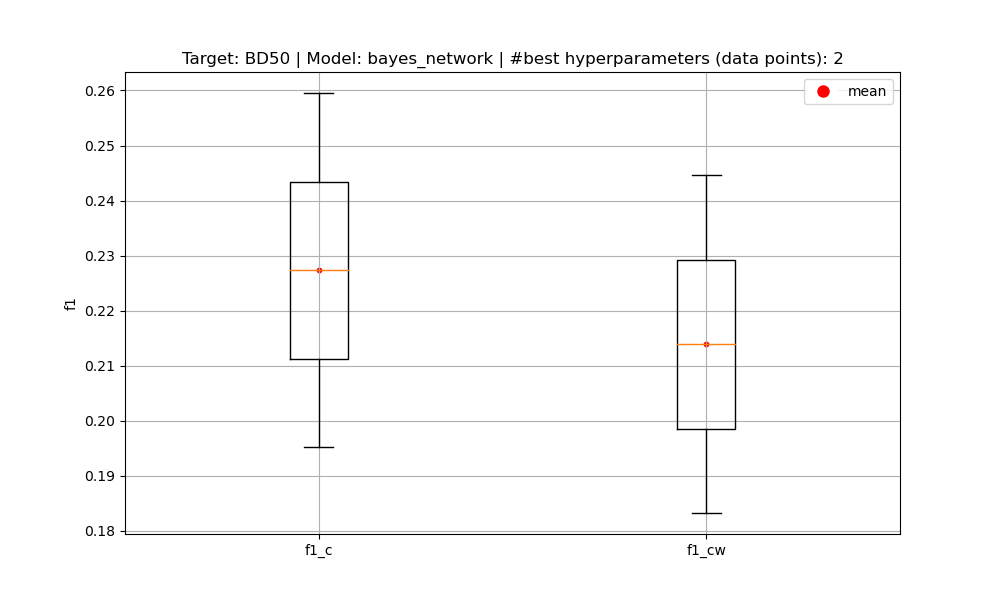 Target: BD50 | Model: bayes_network | #best hyperparameters (data points): 2
mean
0.26
0.25
0.24
0.23
0.22
0.21
0.20
0.19
0.18
f1
f1_c
f1_cw